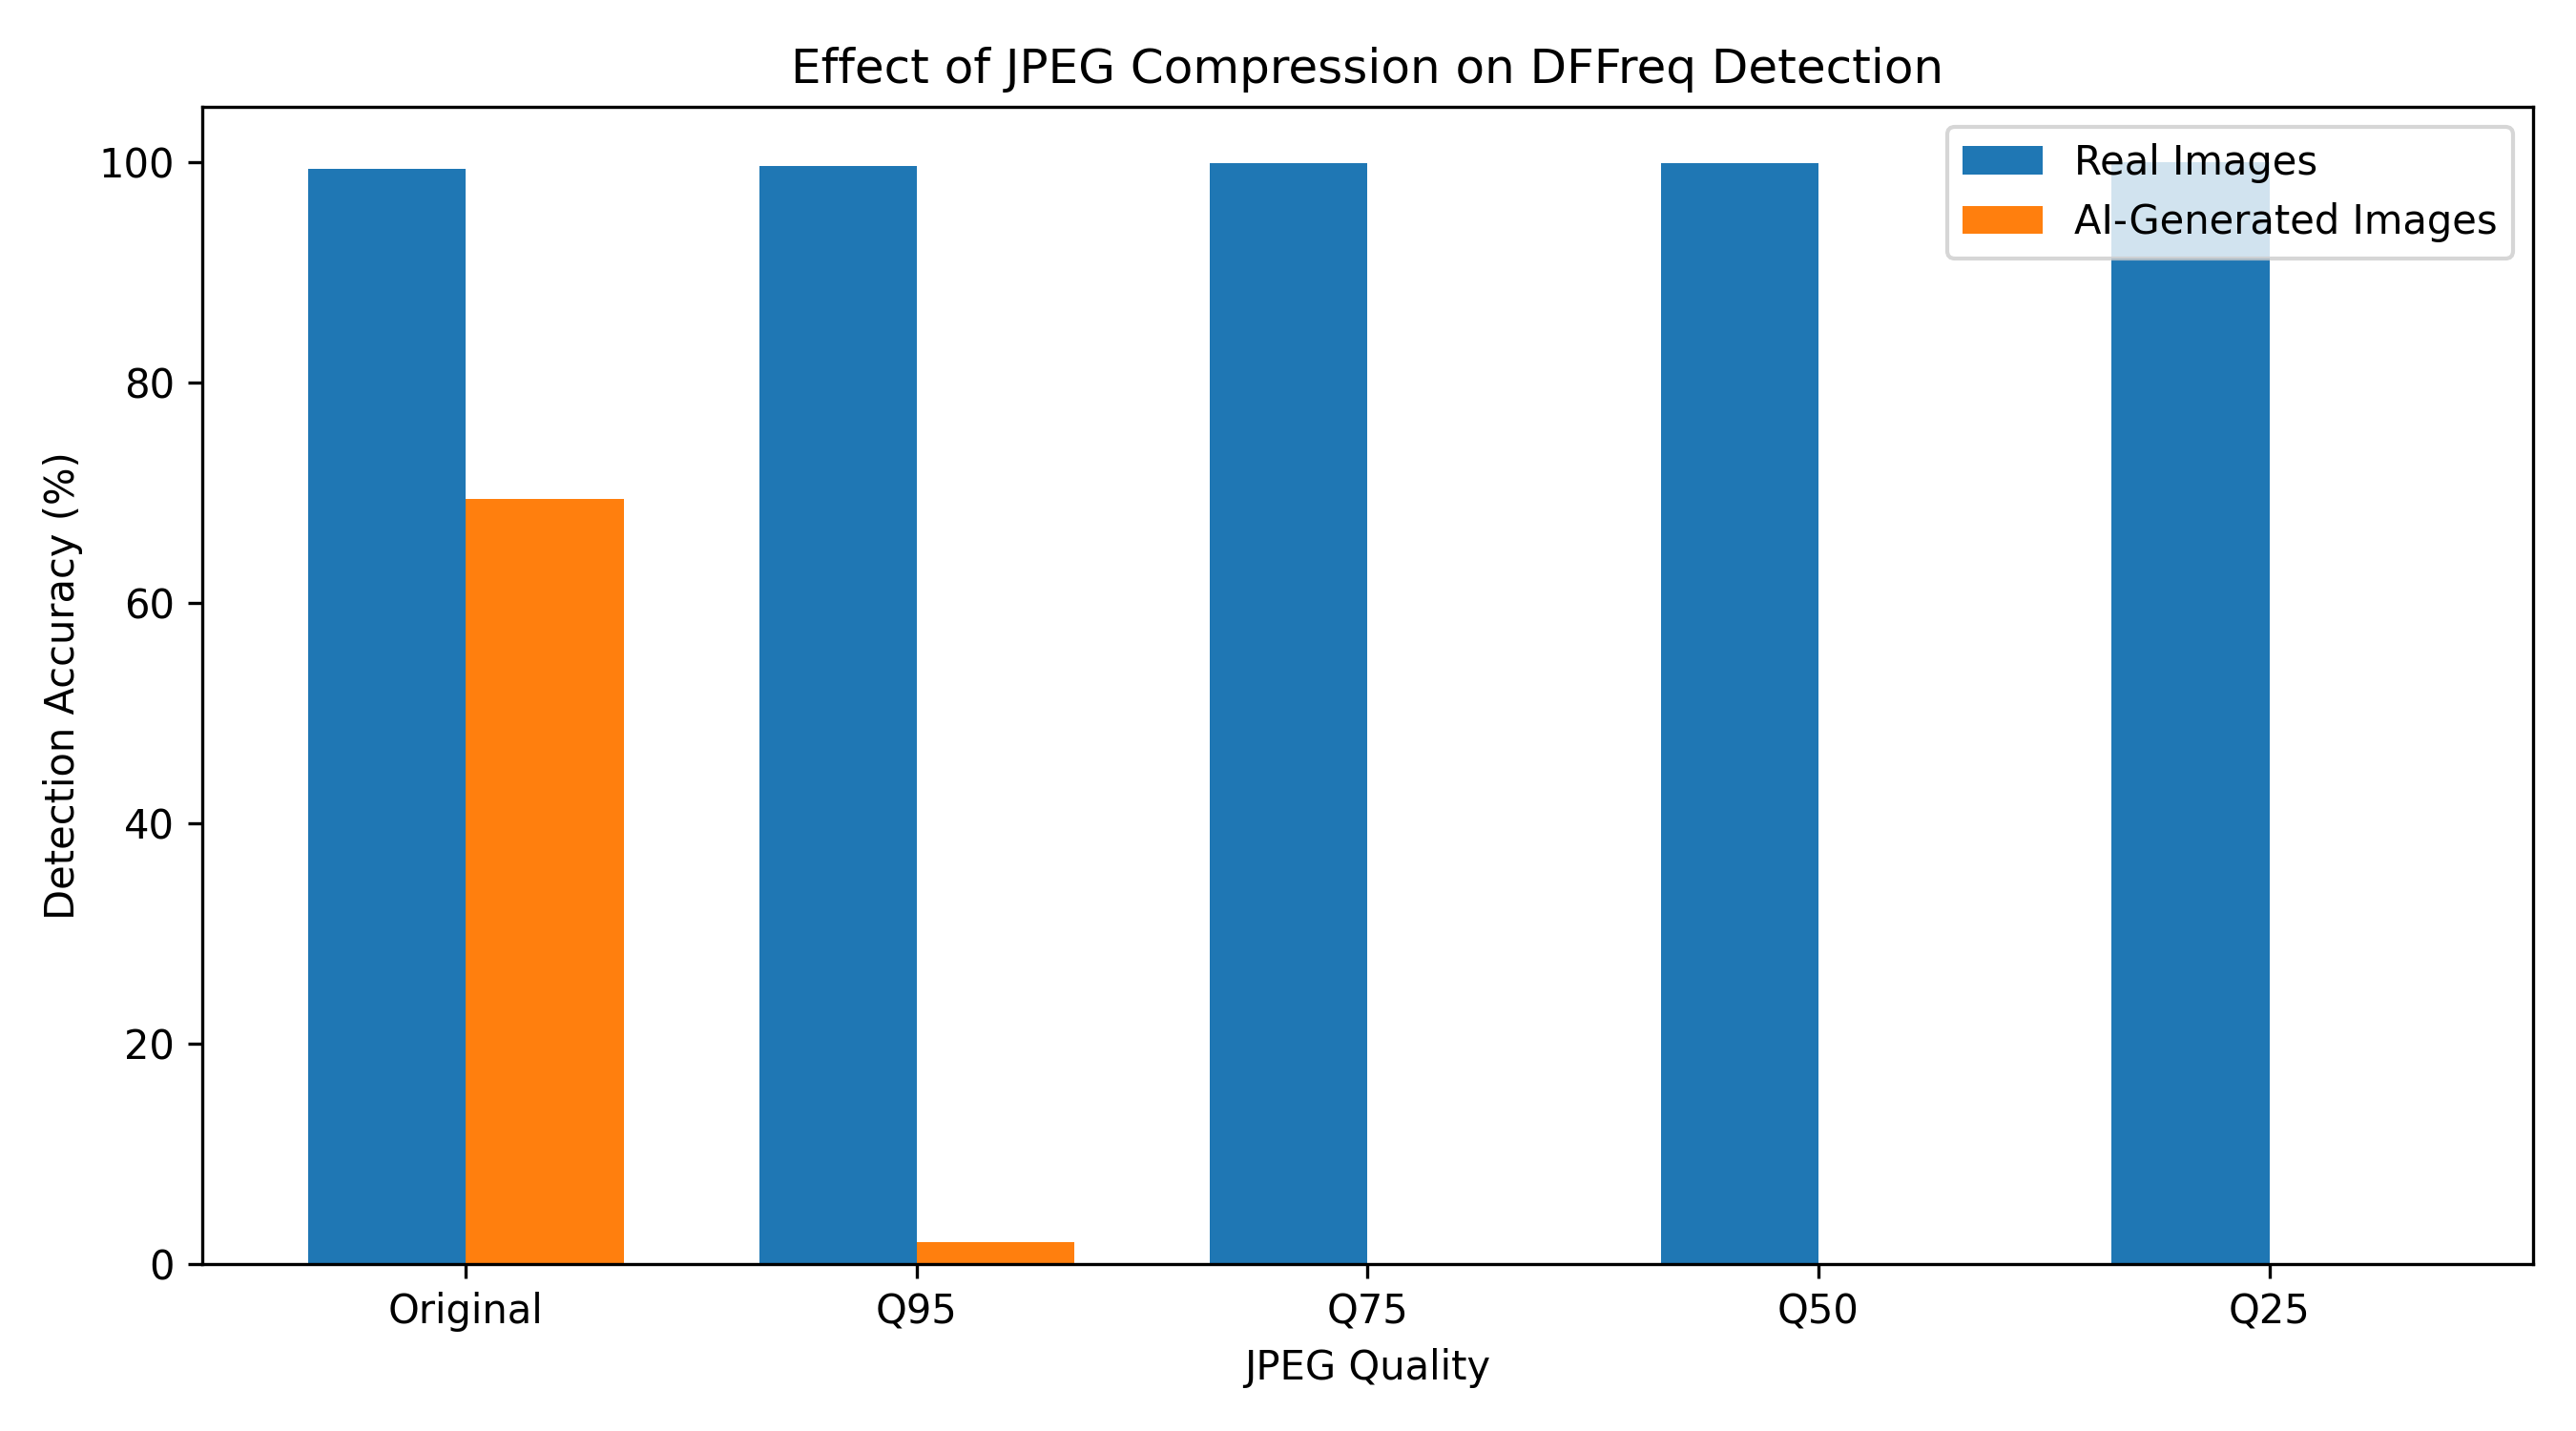 Effect of JPEG Compression on DFFreq Detection
Real Images
AI-Generated Images
Detection Accuracy (%)
100
80
60
40
20
0
Original Q95 Q75 Q50 Q25
JPEG Quality